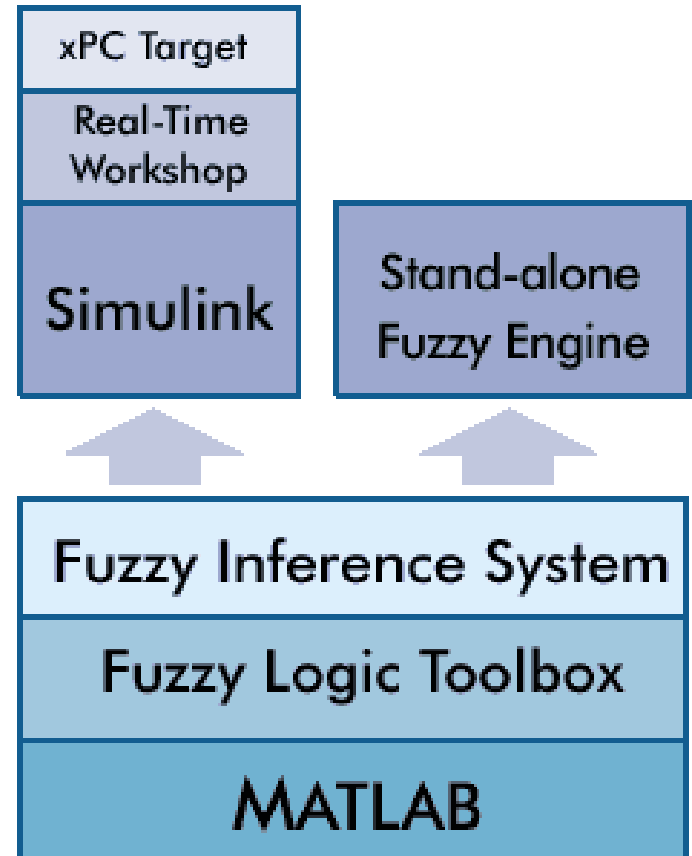 xPC Target
Real-Time
Workshop
Simulink
Stand-alone
Fuzzy Engine
Fuzzy Inference System
Fuzzy Logic Toolbox
MATLAB